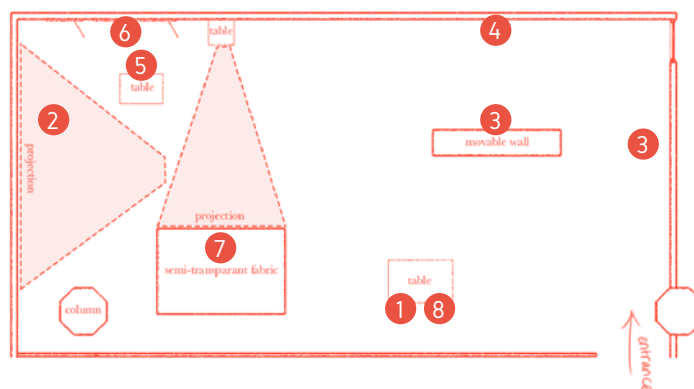 6
table
4
5
table
2
3
movable wall
3
projection
projection
7
semi-transparant fabric
table
column
1
8
entrance